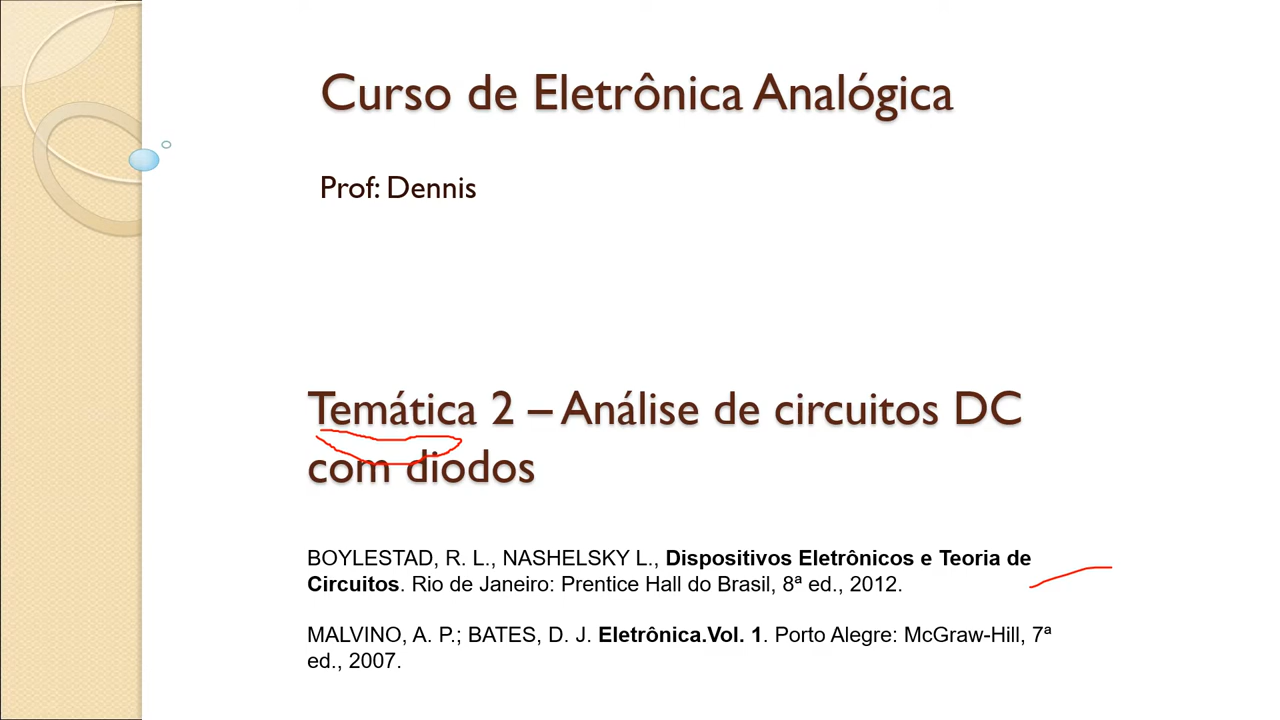 Curso de Eletrônica Analógica
Prof: Dennis
Temática 2 – Análise de circuitos DC
com diodos
BOYLESTAD, R. L., NASHELSKY L., Dispositivos Eletrônicos e Teoria de
Circuitos. Rio de Janeiro: Prentice Hall do Brasil, 8ª ed., 2012.
MALVINO, A. P.; BATES, D. J. Eletrônica.Vol. 1. Porto Alegre: McGraw-Hill, 7ª
ed., 2007.